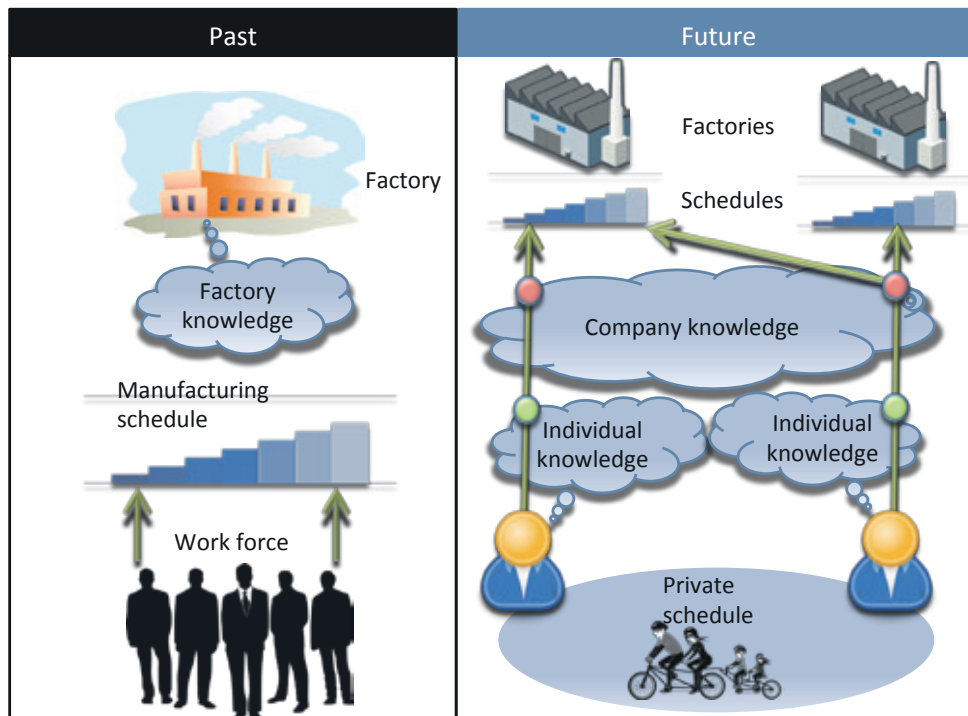 Past
Factory
Factory
knowledge
Manufacturing
schedule
Work force
Future
Factories
Schedules
Company knowledge
Individual
knowledge
Individual
knowledge
Private
schedule